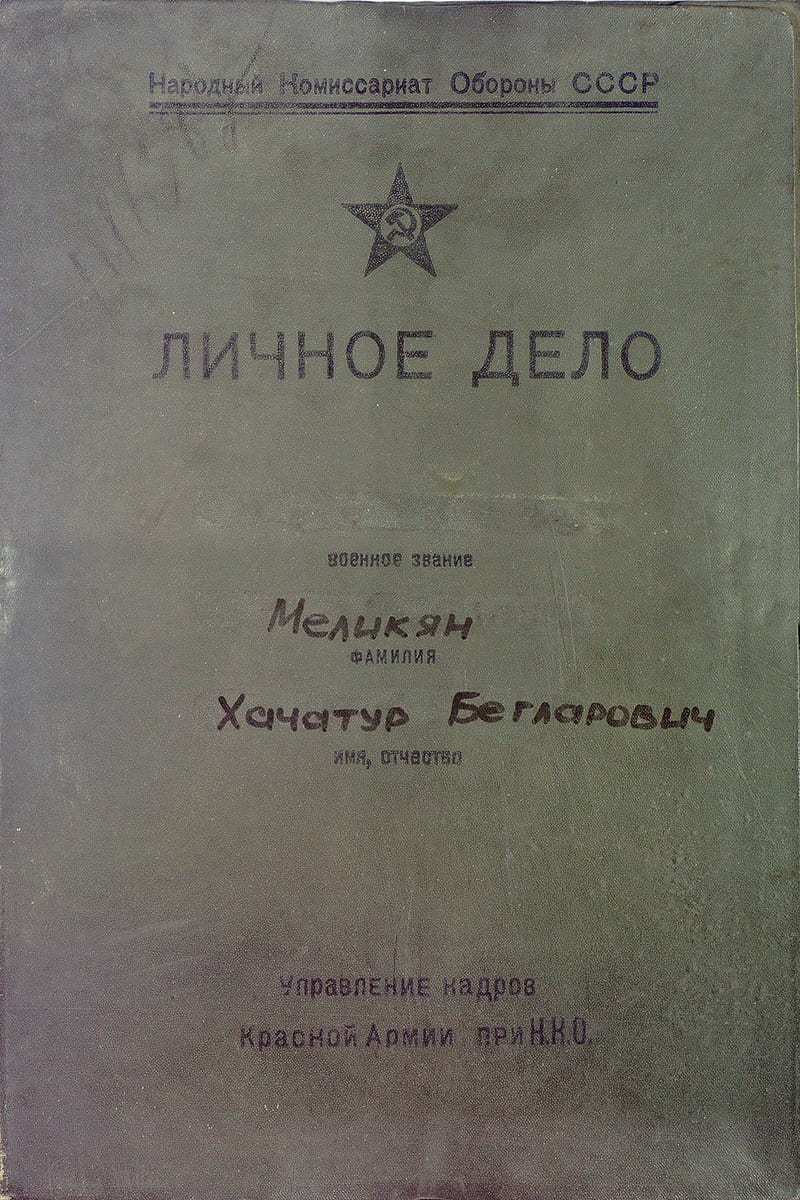 Народный Комиссариат Обороны СССР
ЛИЧНОЕ ДЕЛО
военное звание
Меликян
ФАМИЛИЯ
Хачатур Бегларович
имя, отчество
Управление кадров
Красной Армии при Н.К.О.